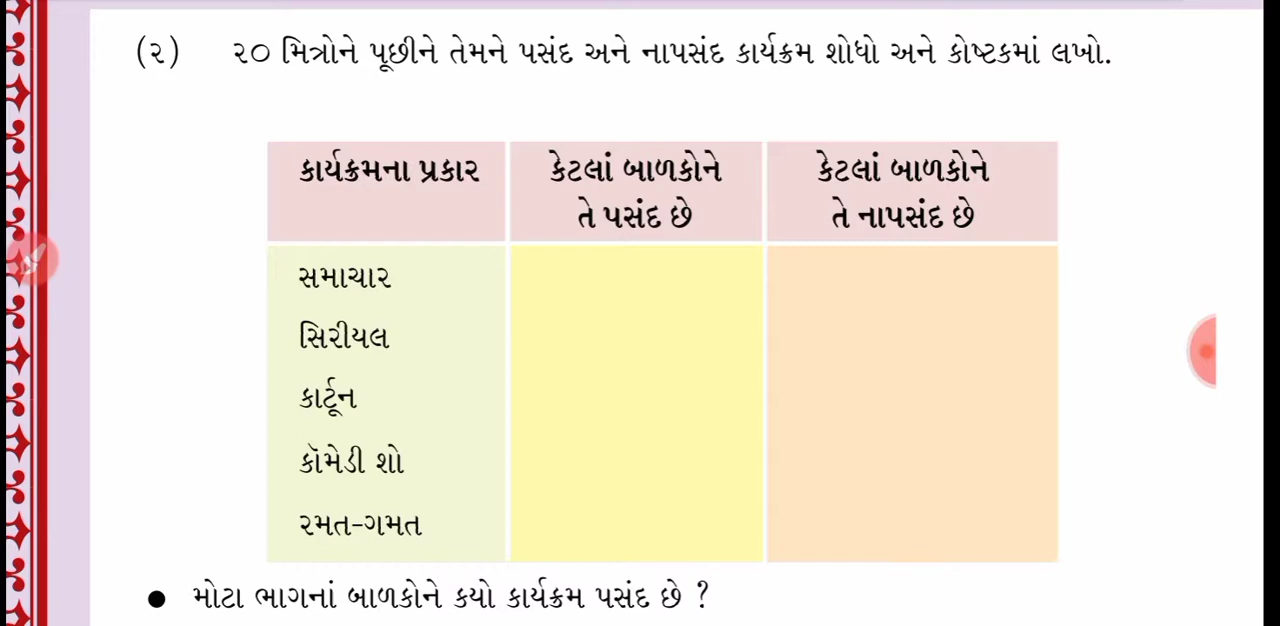 (૨) ૨૦ મિત્રોને પૂછીને તેમને પસંદ અને નાપસંદ કાર્યક્રમ શોધો અને કોષ્ટકમાં લખો.
કાર્યક્રમના પ્રકાર
કેટલાં બાળકોને
તે પસંદ છે
કેટલાં બાળકોને
તે નાપસંદ છે
સમાચાર
સિરીયલ
કાર્ટૂન
કૉમેડી શો
રમત-ગમત
● મોટા ભાગનાં બાળકોને કયો કાર્યક્રમ પસંદ છે ?